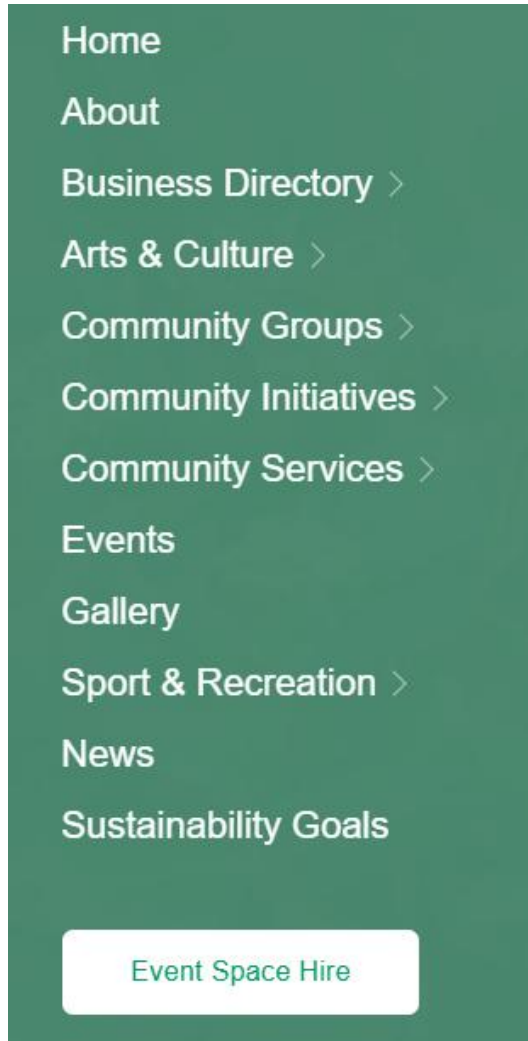 Home
About
Business Directory >
Arts & Culture >
Community Groups >
Community Initiatives >
Community Services >
Events
Gallery
Sport & Recreation >
News
Sustainability Goals
Event Space Hire